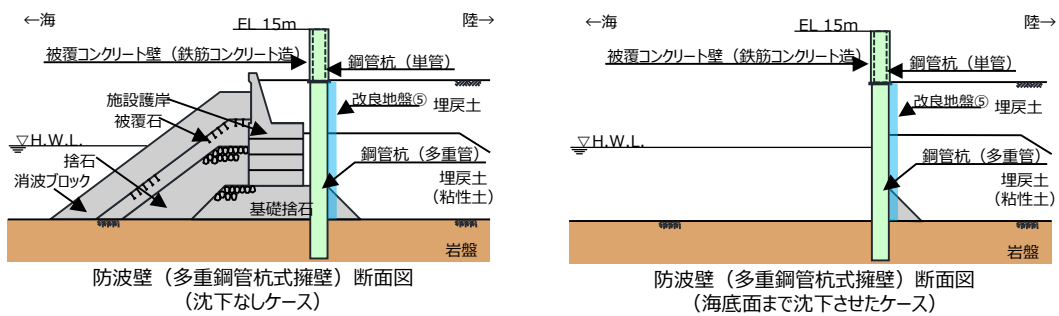 ←海
陸→
EL 15m
被覆コンクリート壁（鉄筋コンクリート造）
鋼管杭（単管）
施設護岸
被覆石
改良地盤⑤
埋戻土
▽H.W.L.
捨石
消波ブロック
鋼管杭（多重管）
埋戻土
（粘性土）
基礎捨石
岩盤
防波壁（多重鋼管杭式擁壁）断面図
（沈下なしケース）
←海
陸→
EL 15m
被覆コンクリート壁（鉄筋コンクリート造）
鋼管杭（単管）
改良地盤⑤
埋戻土
▽H.W.L.
鋼管杭（多重管）
埋戻土
（粘性土）
岩盤
防波壁（多重鋼管杭式擁壁）断面図
（海底面まで沈下させたケース）